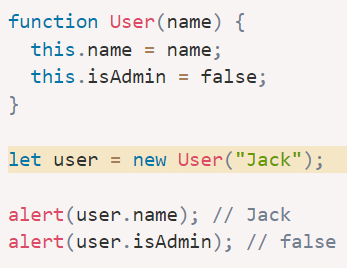 function User(name) {
  this.name = name;
  this.isAdmin = false;
}

let user = new User("Jack");

alert(user.name); // Jack
alert(user.isAdmin); // false